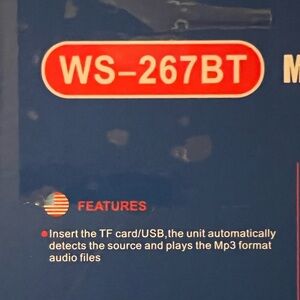 WS-267BT M
FEATURES
Insert the TF card/USB,the unit automatically
detects the source and plays the Mp3 format
audio files